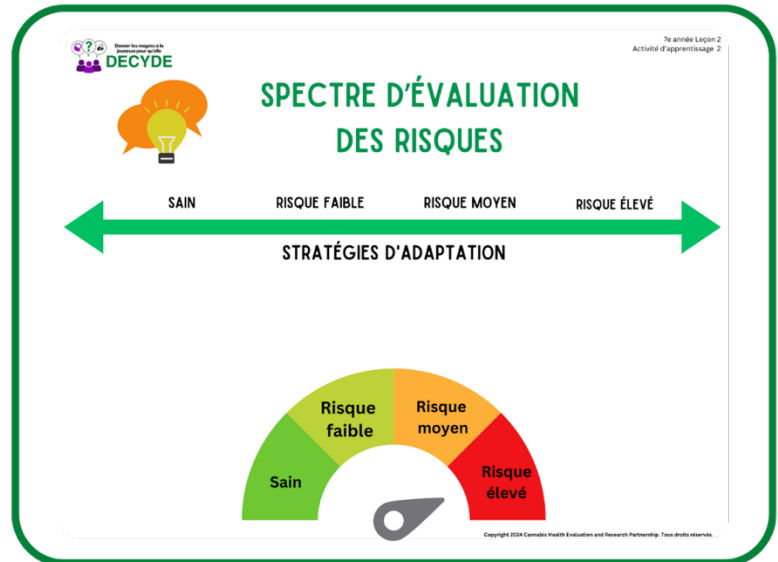 Donner les moyens à la
jeunesse pour qu'elle
DECYDE
7e année Leçon 2
Activité d'apprentissage 2
SPECTRE D'ÉVALUATION
DES RISQUES
SAIN RISQUE FAIBLE RISQUE MOYEN RISQUE ÉLEVÉ
STRATÉGIES D'ADAPTATION
Risque
faible
Risque
moyen
Sain
Risque
élevé
Copyright 2024 Cannabis Health Evaluation and Research Partnership. Tous droits réservés.